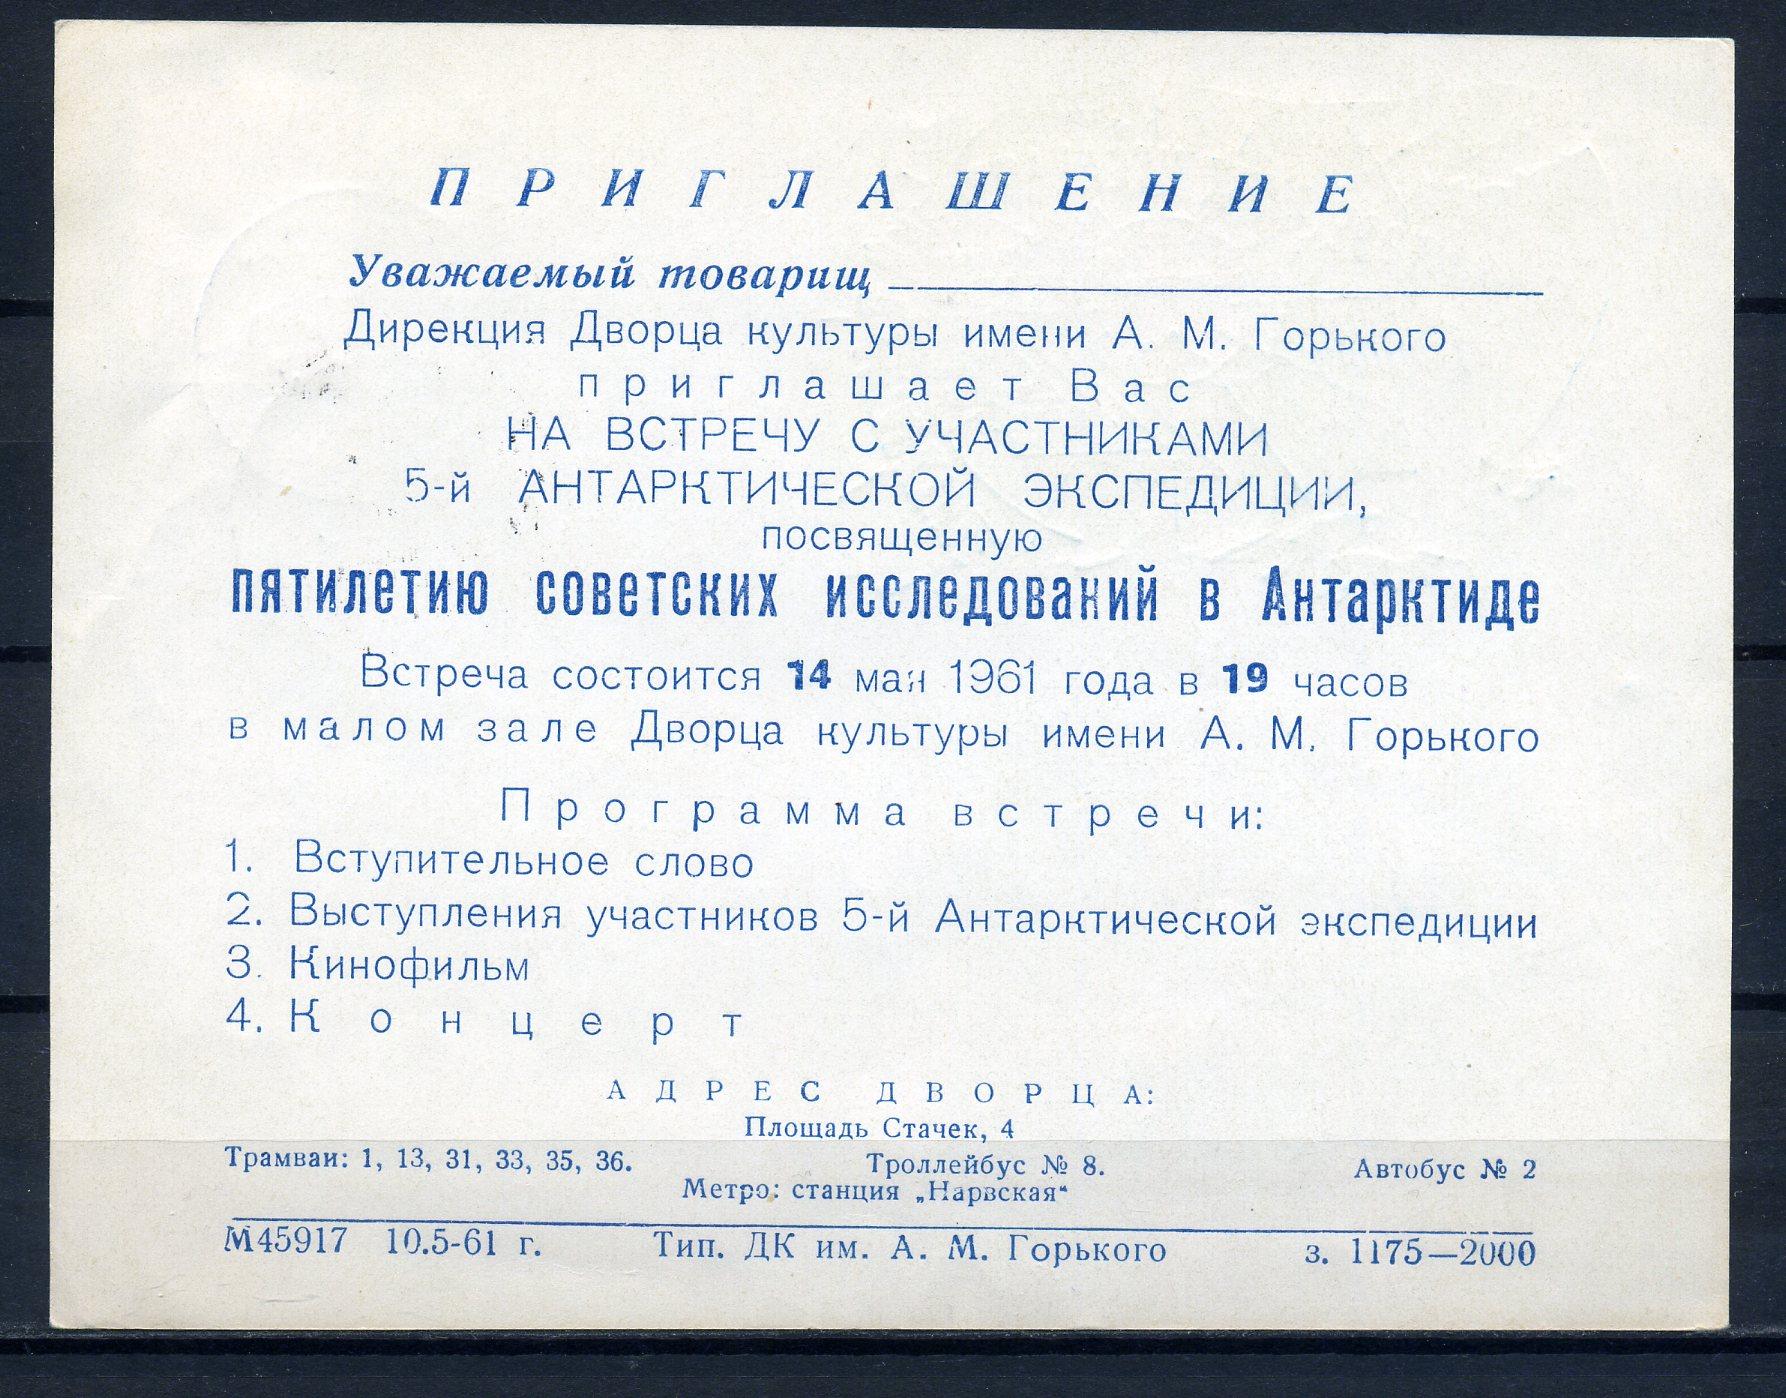 ПРИГЛАШЕНИЕ
Уважаемый товарищ
Дирекция Дворца культуры имени А. М. Горького
приглашает Вас
НА ВСТРЕЧУ С УЧАСТНИКАМИ
5-й АНТАРКТИЧЕСКОЙ ЭКСПЕДИЦИИ,
посвященную
пятилетию советских исследований в Антарктиде
Встреча состоится 14 мая 1961 года в 19 часов
в малом зале Дворца культуры имени А. М. Горького
Программа встречи:
1. Вступительное слово
2. Выступления участников 5-й Антарктической экспедиции
3. Кинофильм
4. Концерт
АДРЕС ДВОРЦА:
Площадь Стачек, 4
Трамваи: 1, 13, 31, 33, 35, 36. Троллейбус № 8. Автобус № 2
Метро: станция „Нарвская“
М45917 10.5-61 г. Тип. ДК им. А. М. Горького з. 1175—2000